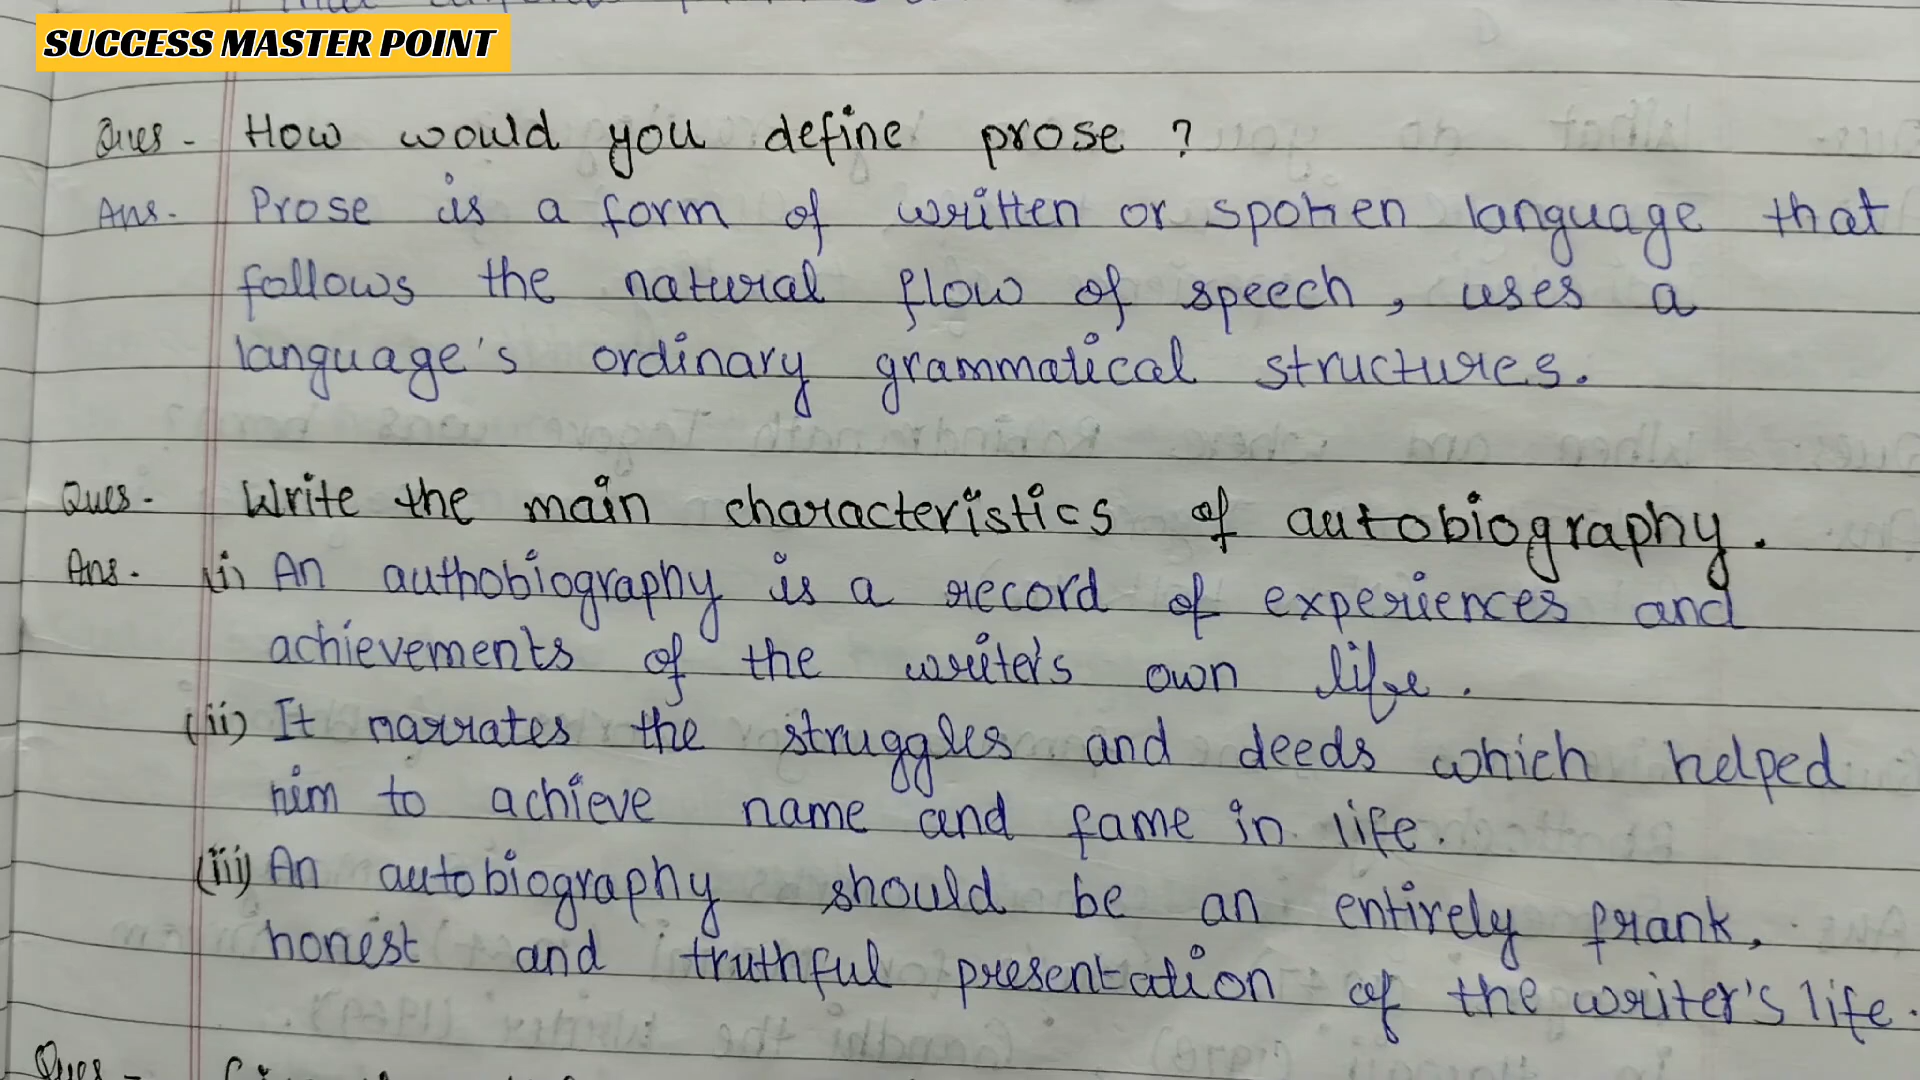 SUCCESS MASTER POINT
Ques - How would you define prose ?
Ans. Prose is a form of written or spoken language that
follows the natural flow of speech, uses a
language's ordinary grammatical structures.
Ques - Write the main characteristics of autobiography.
Ans. (i) An authobiography is a record of experiences and
achievements of the writer's own life.
(ii) It narrates the struggles and deeds which helped
him to achieve name and fame in life.
(iii) An autobiography should be an entirely frank,
honest and truthful presentation of the writer's life.
Ques -